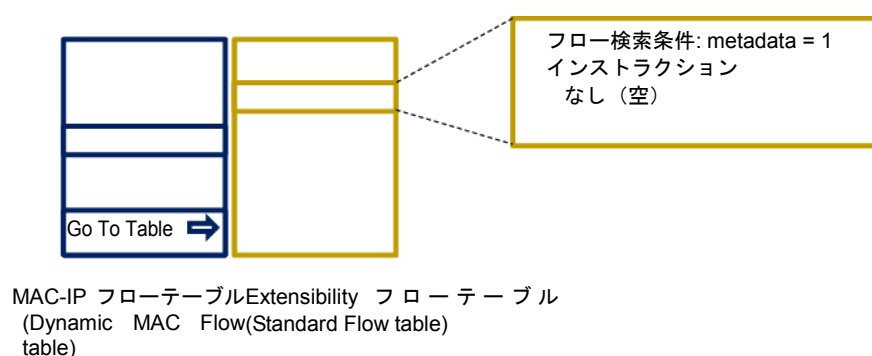 フロー検索条件: metadata = 1
インストラクション
なし（空）
Go To Table
MAC-IP フローテーブルExtensibility フローテーブル
(Dynamic MAC Flow(Standard Flow table)
table)